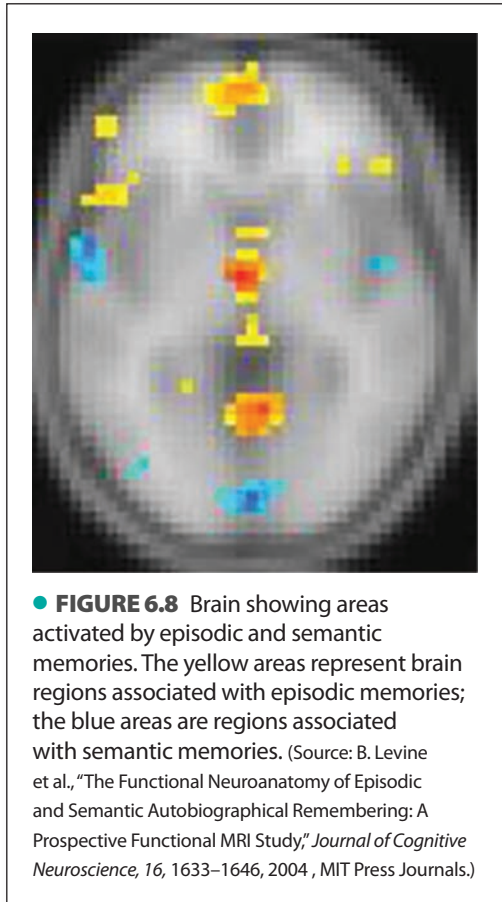 ● FIGURE 6.8 Brain showing areas
activated by episodic and semantic
memories. The yellow areas represent brain
regions associated with episodic memories;
the blue areas are regions associated
with semantic memories. (Source: B. Levine
et al., “The Functional Neuroanatomy of Episodic
and Semantic Autobiographical Remembering: A
Prospective Functional MRI Study,” Journal of Cognitive
Neuroscience, 16, 1633–1646, 2004 , MIT Press Journals.)